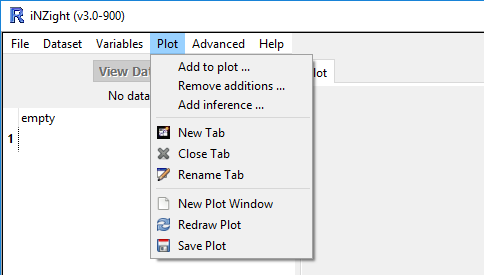 iNZight (v3.0-900)
File Dataset Variables Plot Advanced Help
View Dat
No data
empty
1
Add to plot ...
Remove additions ...
Add inference ...
New Tab
Close Tab
Rename Tab
New Plot Window
Redraw Plot
Save Plot
lot